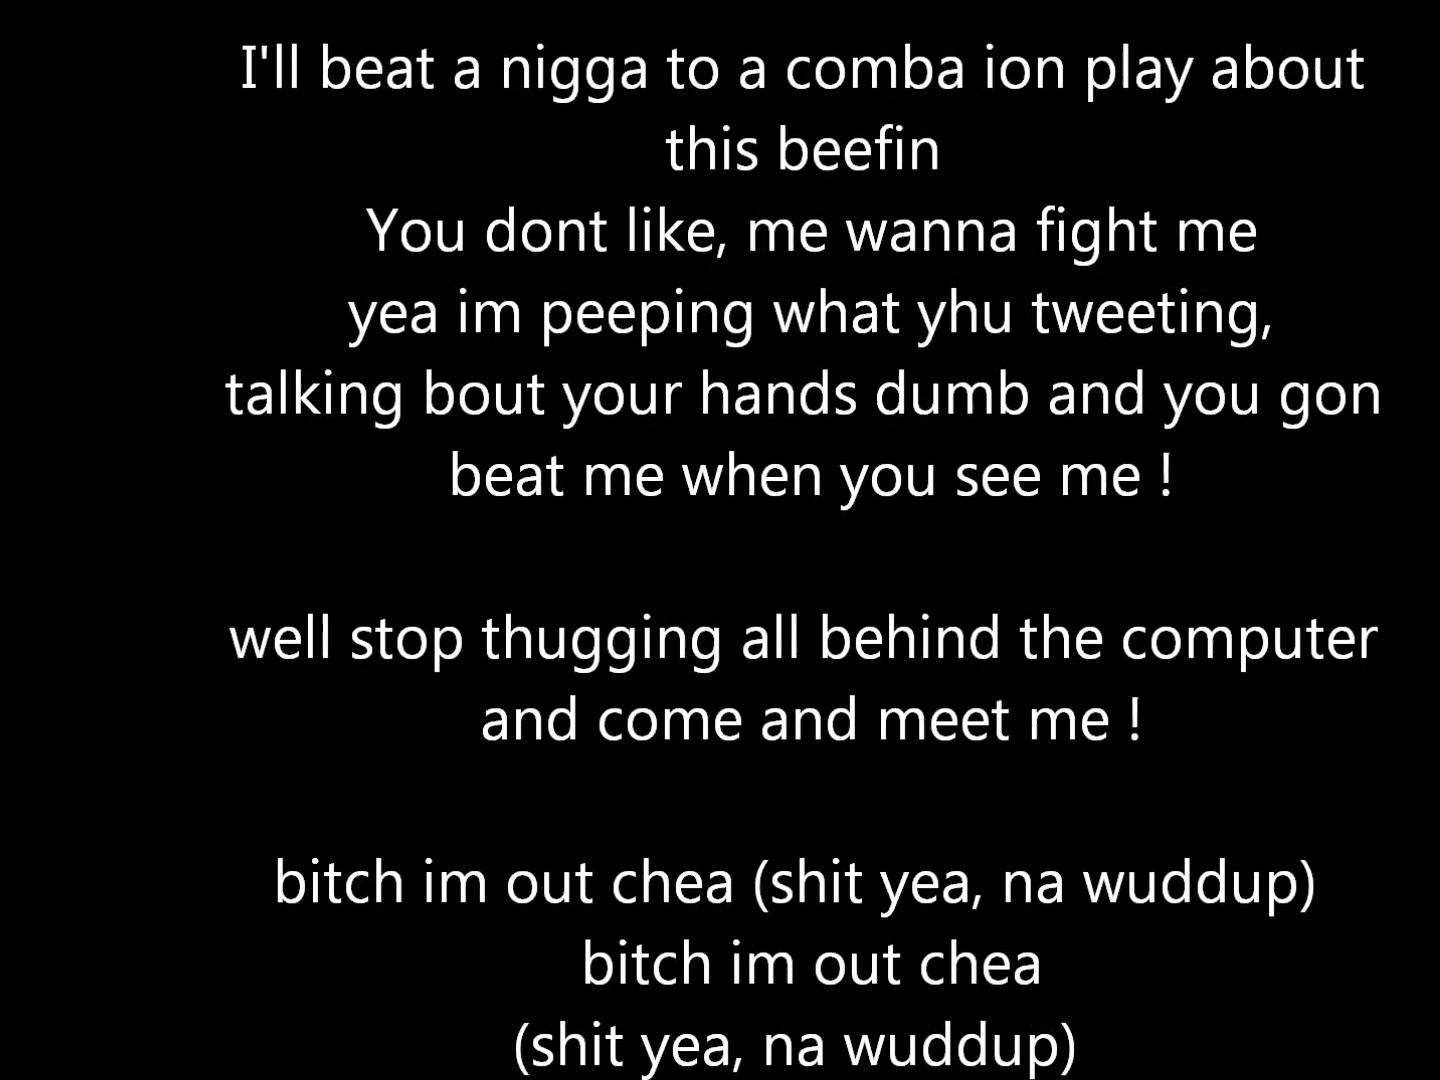 I'll beat a nigga to a comba ion play about
this beefin
You dont like, me wanna fight me
yea im peeping what yhu tweeting,
talking bout your hands dumb and you gon
beat me when you see me !
well stop thugging all behind the computer
and come and meet me !
bitch im out chea (shit yea, na wuddup)
bitch im out chea
(shit yea, na wuddup)